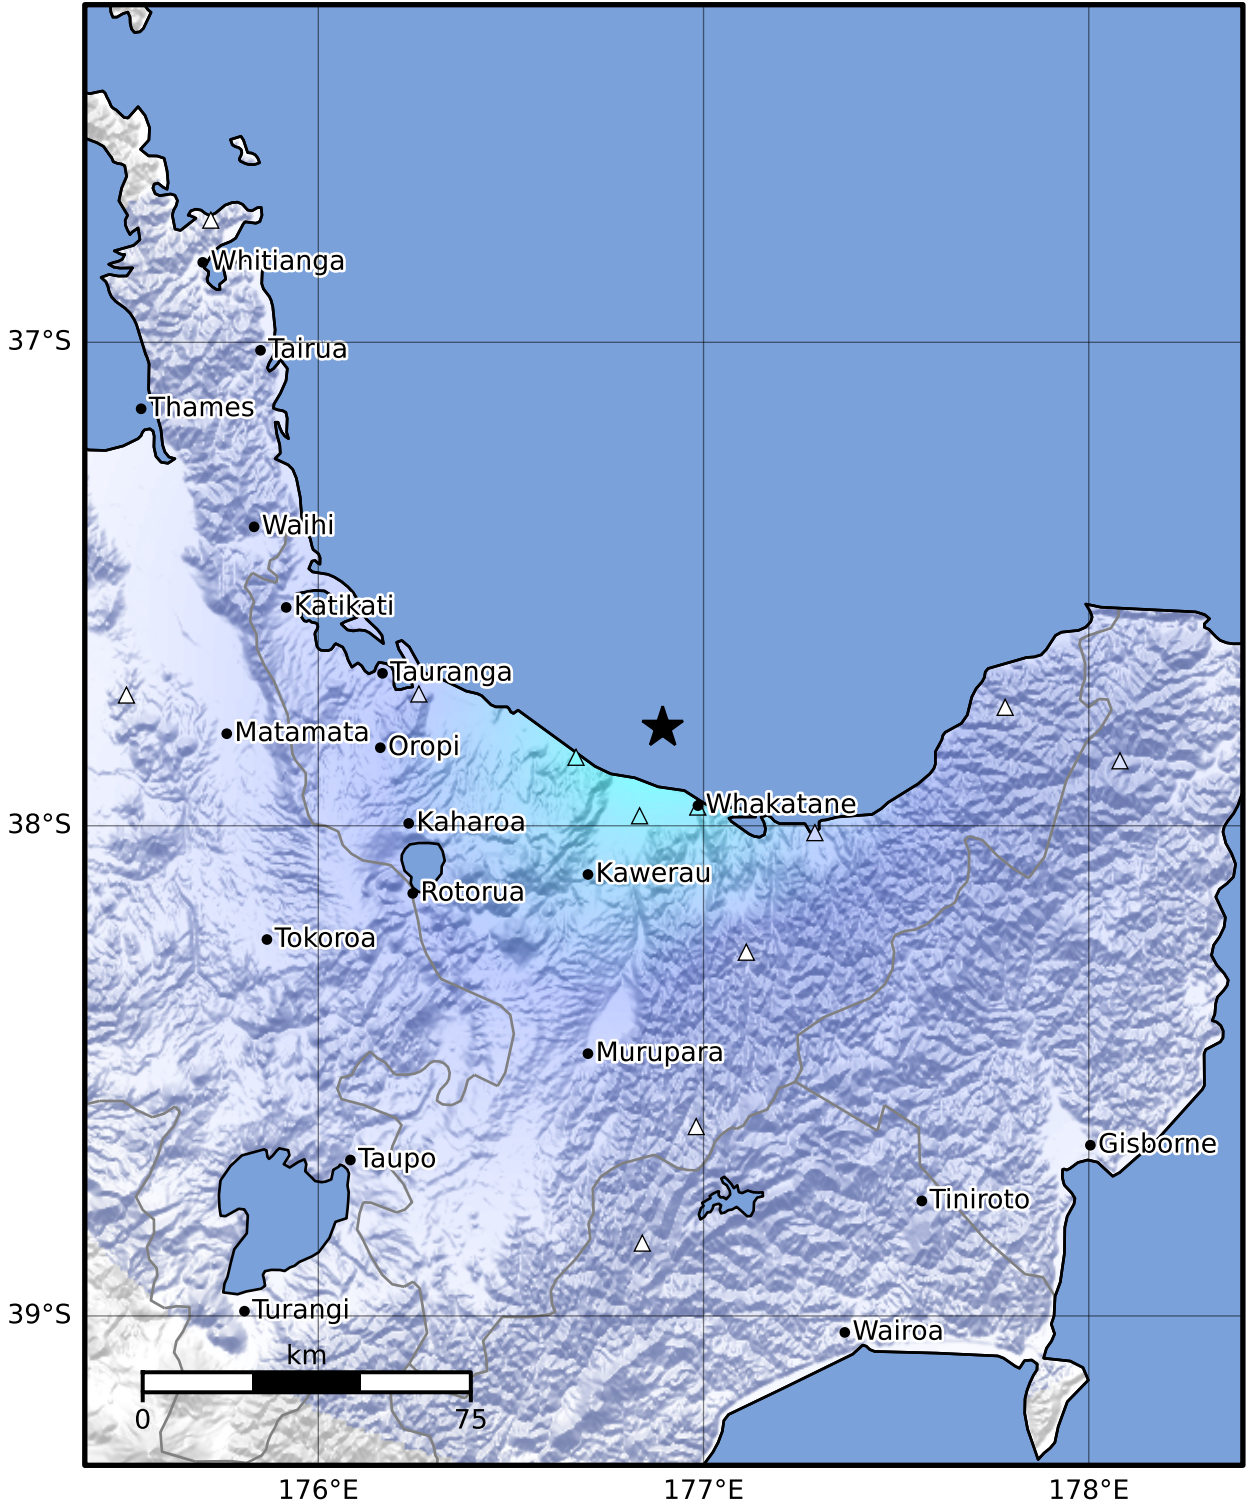 Whitianga
37°S
Tairua
Thames
Waihi
Katikati
Tauranga
Matamata
Oropi
Whakatane
38°S
Kaharoa
Kawerau
Rotorua
Tokoroa
Murupara
Gisborne
Taupo
Tiniroto
39°S
Turangi
Wairoa
km
0
75
176°E
177°E
178°E